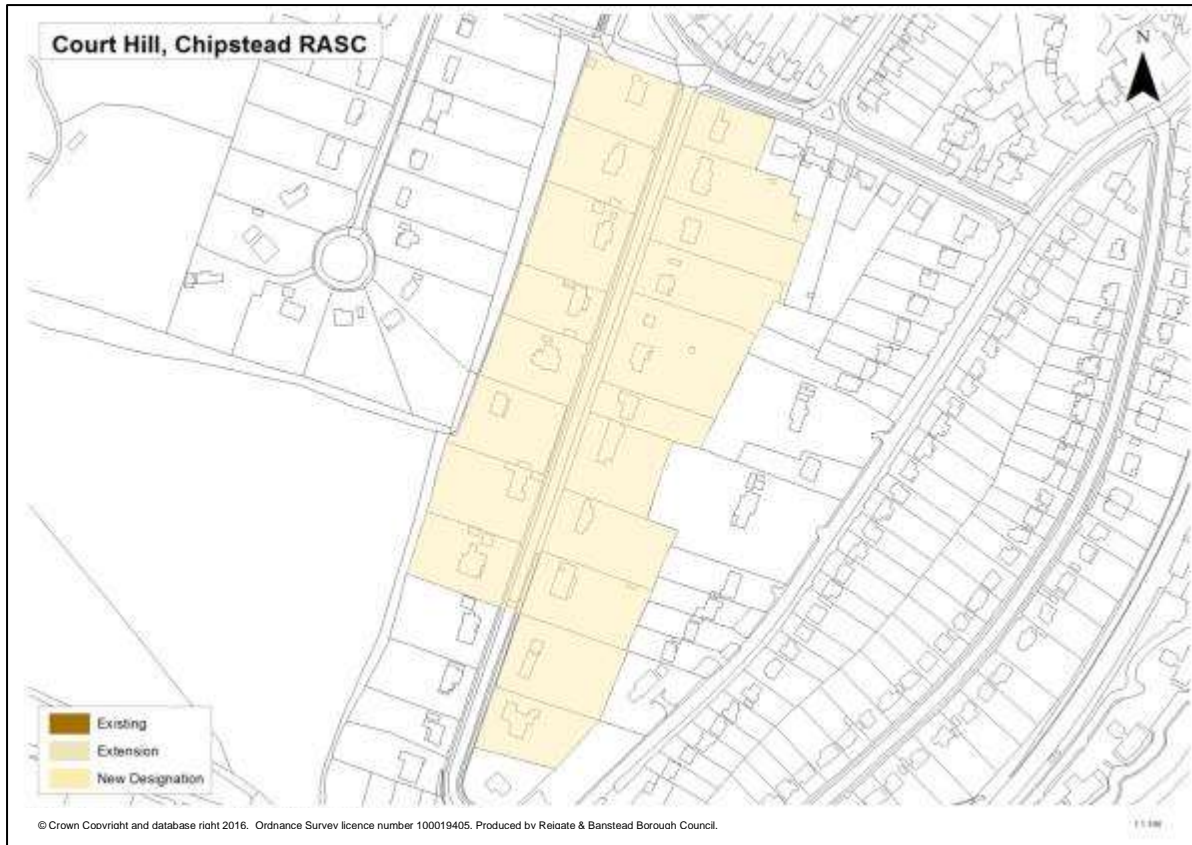 Court Hill, Chipstead RASC
N
Existing
Extension
New Designation
© Crown Copyright and database right 2016. Ordnance Survey licence number 100019405. Produced by Reigate & Banstead Borough Council.